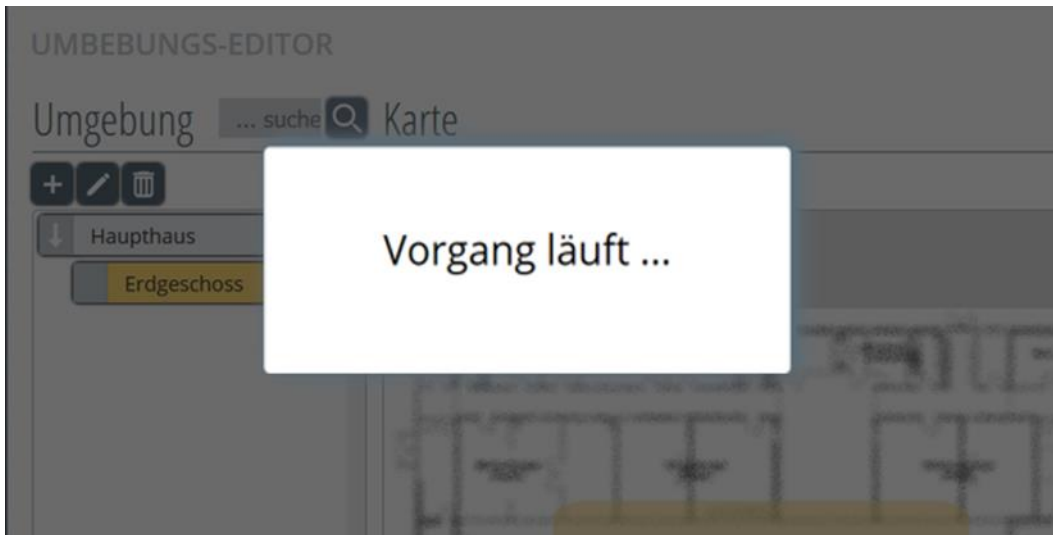 UMBEBUNGS-EDITOR
Umgebung ... suche Karte
Haupthaus
Erdgeschoss
Vorgang läuft ...